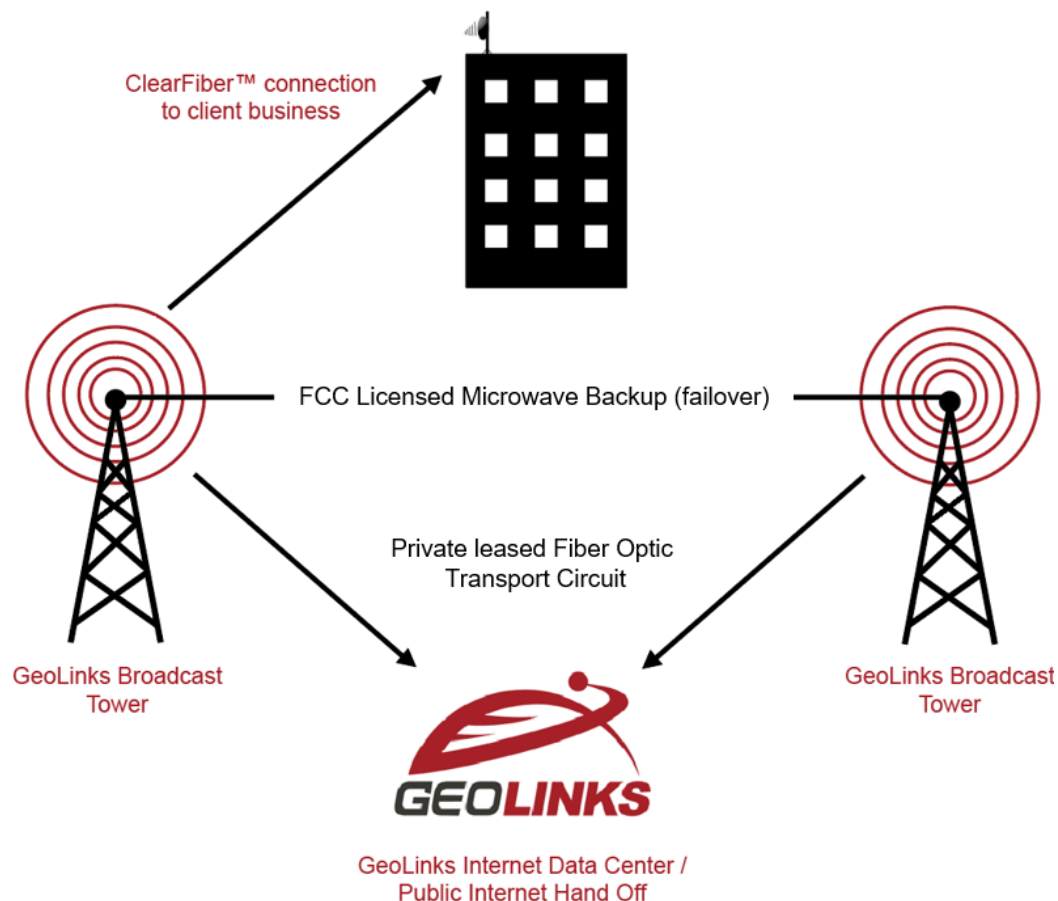 ClearFiber™ connection
to client business
FCC Licensed Microwave Backup (failover)
Private leased Fiber Optic
Transport Circuit
GeoLinks Broadcast
Tower
GeoLinks Broadcast
Tower
GEOLINKS
GeoLinks Internet Data Center /
Public Internet Hand Off